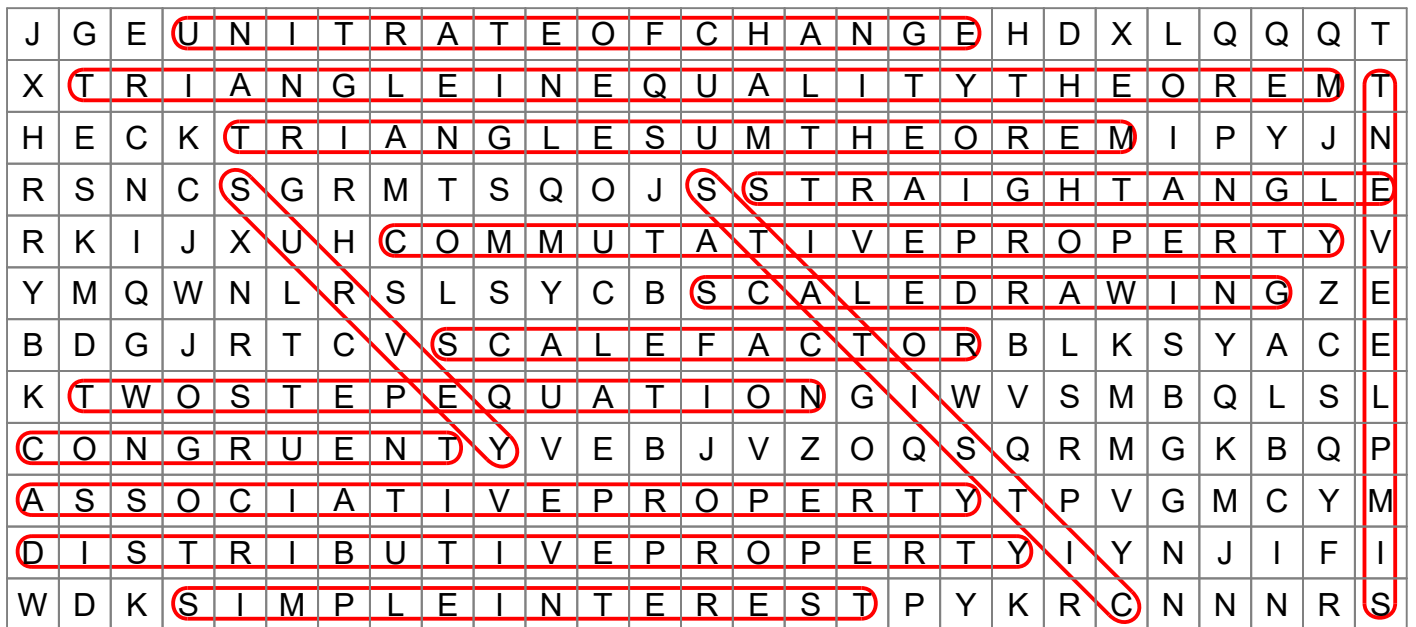 J G E U N I T R A T E O F C H A N G E H D X L Q Q Q T
X T R I A N G L E I N E Q U A L I T Y T H E O R E M T
H E C K T R I A N G L E S U M T H E O R E M I P Y J N
R S N C S G R M T S Q O J S S T R A I G H T A N G L E
R K I J X U H C O M M U T A T I V E P R O P E R T Y V
Y M Q W N L R S L S Y C B S C A L E D R A W I N G Z E
B D G J R T C V S C A L E F A C T O R B L K S Y A C E
K T W O S T E P E Q U A T I O N G I W V S M B Q L S L
C O N G R U E N T Y V E B J V Z O Q S Q R M G K B Q P
A S S O C I A T I V E P R O P E R T Y T P V G M C Y M
D I S T R I B U T I V E P R O P E R T Y I Y N J I F I
W D K S I M P L E I N T E R E S T P Y K R C N N N R S